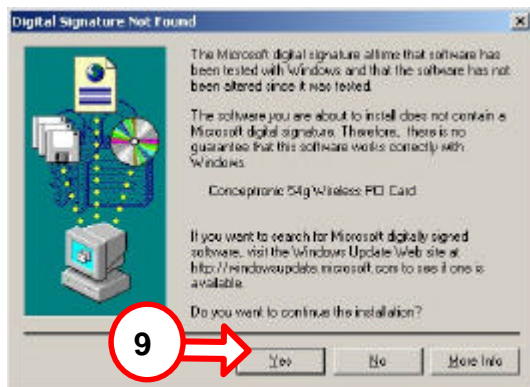 Digital Signature Not Found
The Microsoft digital signature affirms that software has
been tested with Windows and that the software has not
been altered since it was tested.
The software you are about to install does not contain a
Microsoft digital signature. Therefore, there is no
guarantee that this software works correctly with
Windows.
Conceptronic 54g Wireless PCI Card
If you want to search for Microsoft digitally signed
software, visit the Windows Update Web site at
http://windowsupdate.microsoft.com to see if one is
available.
Do you want to continue the installation?
9
Yes
No
More Info